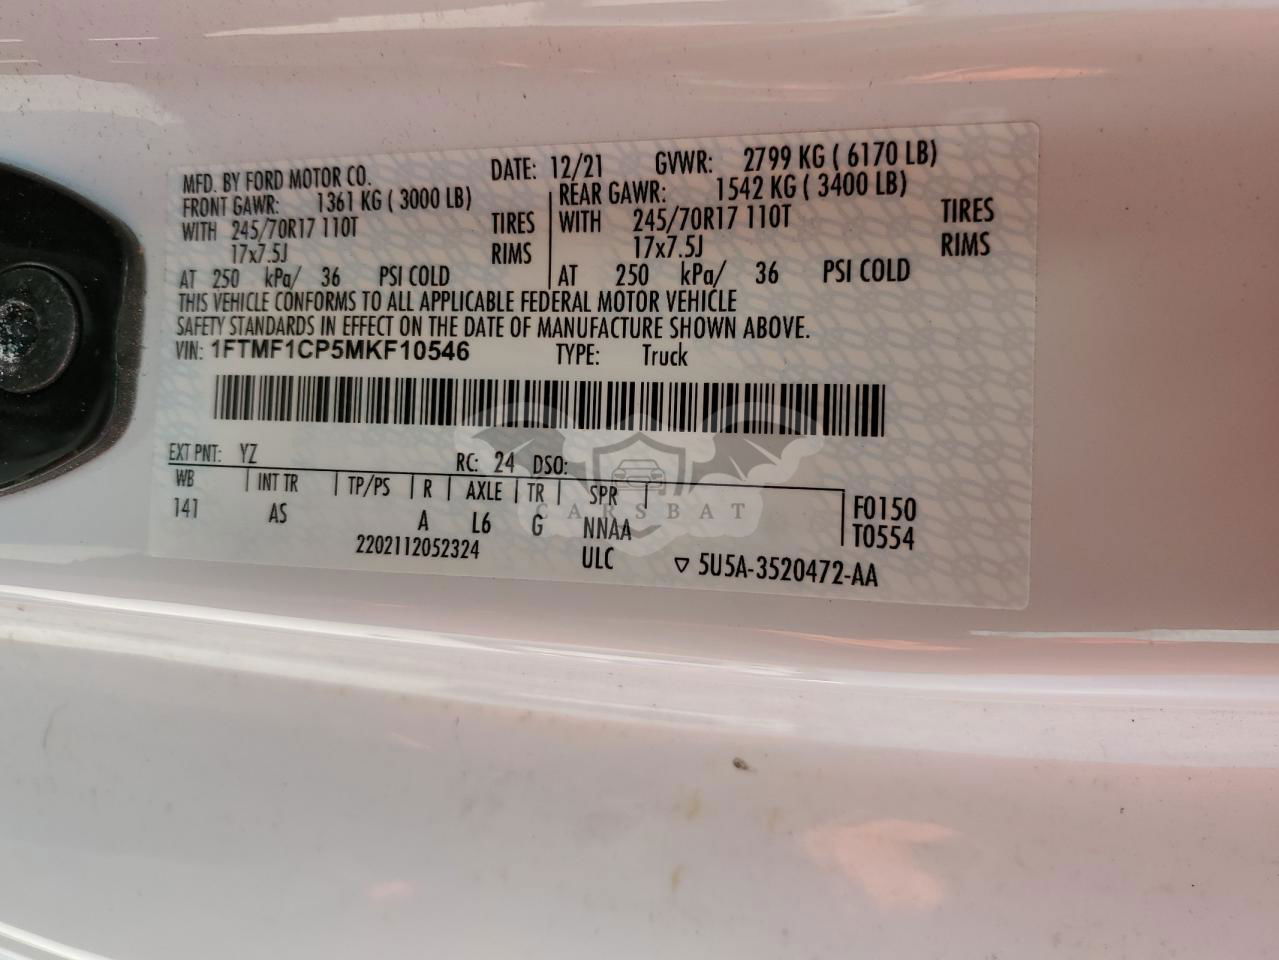 MFD. BY FORD MOTOR CO. DATE: 12/21 GVWR: 2799 KG ( 6170 LB)
FRONT GAWR: 1361 KG ( 3000 LB) REAR GAWR: 1542 KG ( 3400 LB)
WITH 245/70R17 110T TIRES WITH 245/70R17 110T TIRES
17x7.5J RIMS 17x7.5J RIMS
AT 250 kPa/ 36 PSI COLD AT 250 kPa/ 36 PSI COLD
THIS VEHICLE CONFORMS TO ALL APPLICABLE FEDERAL MOTOR VEHICLE
SAFETY STANDARDS IN EFFECT ON THE DATE OF MANUFACTURE SHOWN ABOVE.
VIN: 1FTMF1CP5MKF10546 TYPE: Truck
EXT PNT: YZ RC: 24 DSO:
WB INT TR TP/PS R AXLE TR SPR F0150
141 AS A L6 G NNAA T0554
CARSBAT
2202112052324 ULC 5U5A-3520472-AA